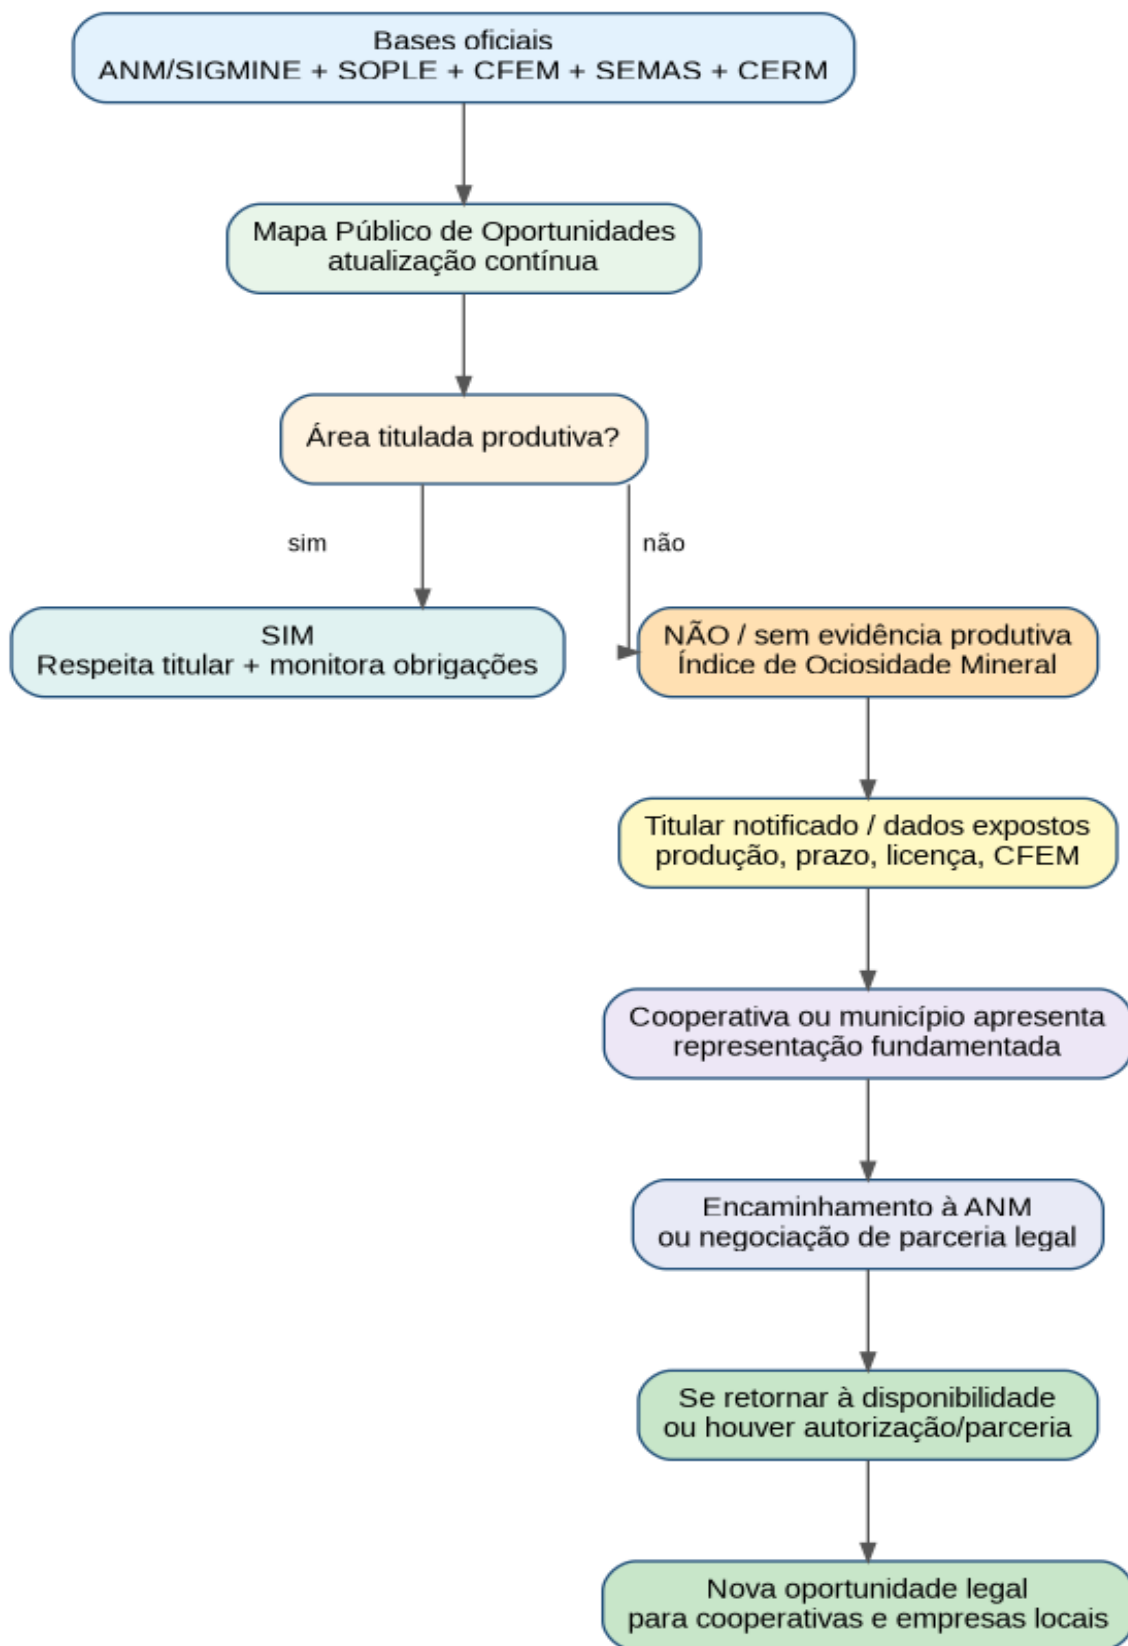 Bases oficiais
ANM/SIGMINE + SOPLE + CFEM + SEMAS + CERM
Mapa Público de Oportunidades
atualização contínua
Área titulada produtiva?
sim
não
SIM
Respeita titular + monitora obrigações
NÃO / sem evidência produtiva
Índice de Ociosidade Mineral
Titular notificado / dados expostos
produção, prazo, licença, CFEM
Cooperativa ou município apresenta
representação fundamentada
Encaminhamento à ANM
ou negociação de parceria legal
Se retornar à disponibilidade
ou houver autorização/parceria
Nova oportunidade legal
para cooperativas e empresas locais